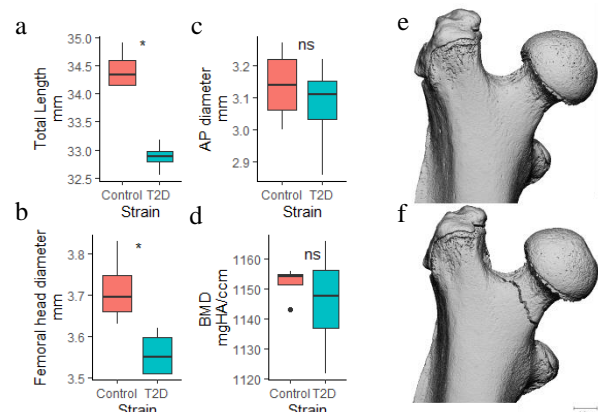 a
Total Length
mm
35.0
34.5
34.0
33.5
33.0
32.5
*
Control T2D
Strain
c
AP diameter
mm
3.2
3.1
3.0
2.9
ns
Control T2D
Strain
e
b
Femoral head diameter
mm
3.8
3.7
3.6
3.5
*
Control T2D
Strain
d
BMD
mgHA/ccm
1160
1150
1140
1130
1120
ns
Control T2D
Strain
f